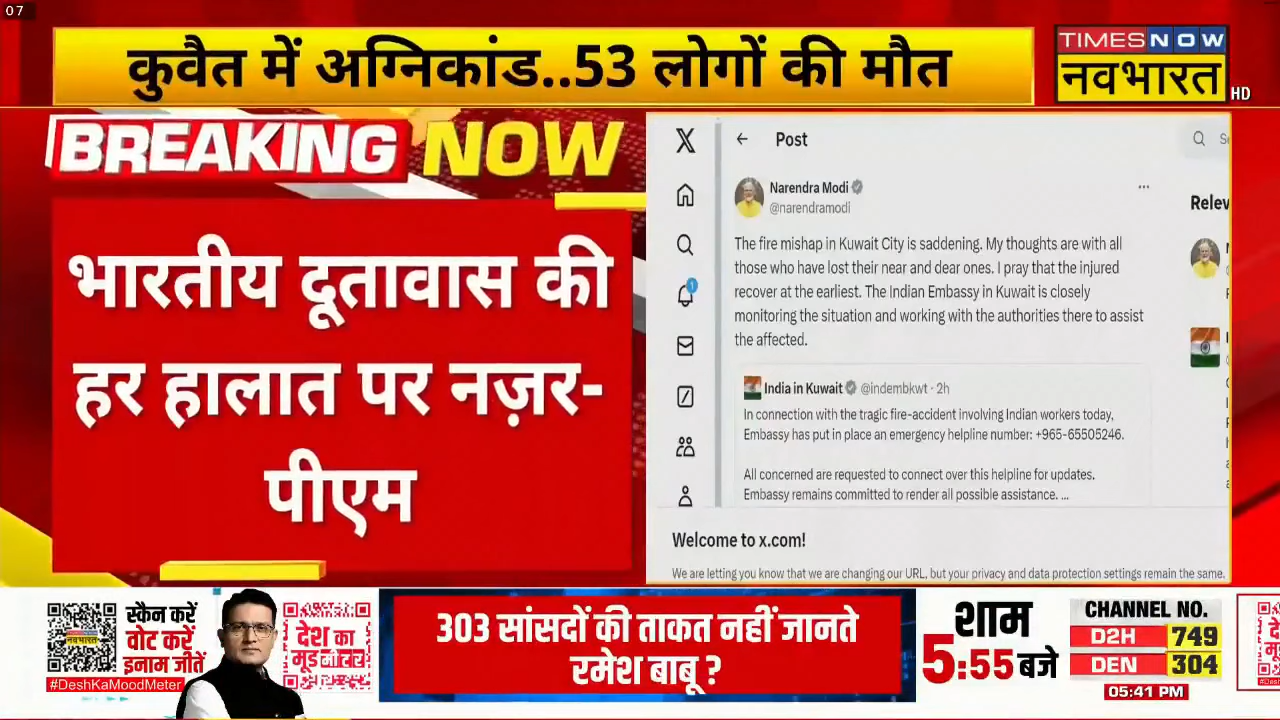 07
कुवैत में अग्निकांड..53 लोगों की मौत
TIMES NOW
नवभारत
HD
BREAKING NOW
भारतीय दूतावास की
हर हालात पर नज़र-
पीएम
X
Post
Narendra Modi
@narendramodi
The fire mishap in Kuwait City is saddening. My thoughts are with all
those who have lost their near and dear ones. I pray that the injured
recover at the earliest. The Indian Embassy in Kuwait is closely
monitoring the situation and working with the authorities there to assist
the affected.
India in Kuwait @indembkwt · 2h
In connection with the tragic fire-accident involving Indian workers today,
Embassy has put in place an emergency helpline number: +965-65505246.
All concerned are requested to connect over this helpline for updates.
Embassy remains committed to render all possible assistance. ...
Relev
1
Welcome to x.com!
We are letting you know that we are changing our URL, but your privacy and data protection settings remain the same.
स्कैन करें
वोट करें
इनाम जीतें
#DeshKaMoodMeter
नवभारत
देश का
मूड मीटर
303 सांसदों की ताकत नहीं जानते
रमेश बाबू ?
शाम
5:55 बजे
CHANNEL NO.
D2H 749
DEN 304
05:41 PM